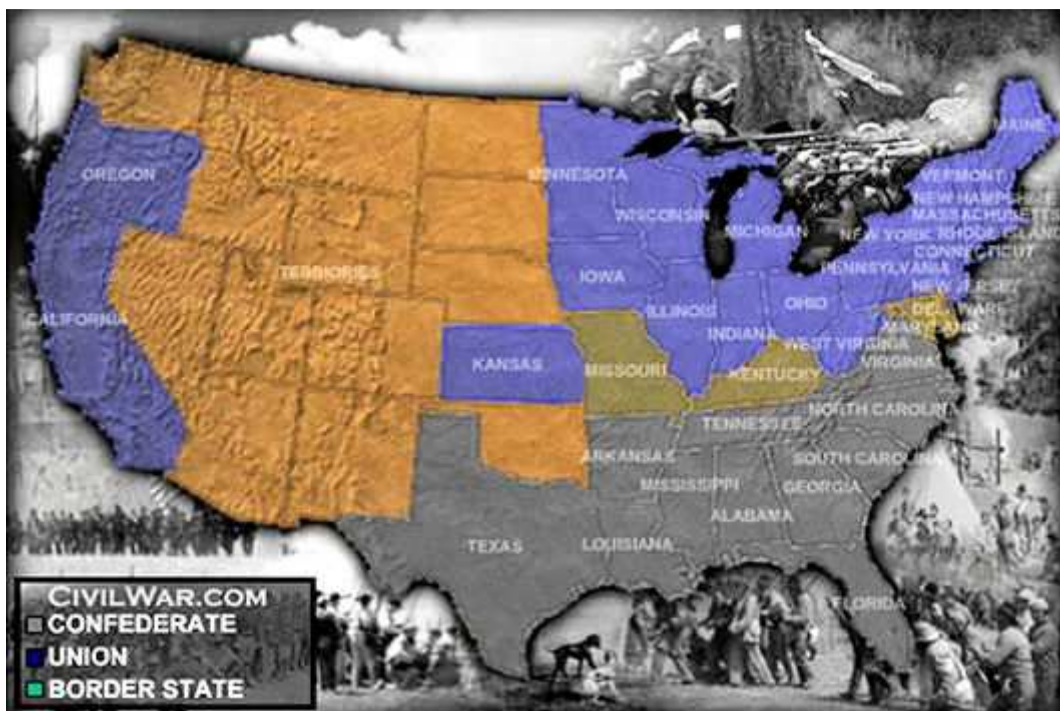 MAINE
OREGON
MINNESOTA
VERMONT
NEW HAMPSHIRE
WISCONSIN
MASSACHUSETTS
MICHIGAN
NEW YORK RHODE ISLAND
CONNECTICUT
TERRIORIES
IOWA
PENNSYLVANIA
NEW JERSEY
ILLINOIS
OHIO
DELAWARE
CALIFORNIA
INDIANA
MARYLAND
WEST VIRGINIA
KANSAS
MISSOURI
KENTUCKY
VIRGINIA
NORTH CAROLINA
TENNESSEE
ARKANSAS
SOUTH CAROLINA
MISSISSIPPI
GEORGIA
ALABAMA
TEXAS
LOUISIANA
FLORIDA
CIVILWAR.COM
CONFEDERATE
UNION
BORDER STATE